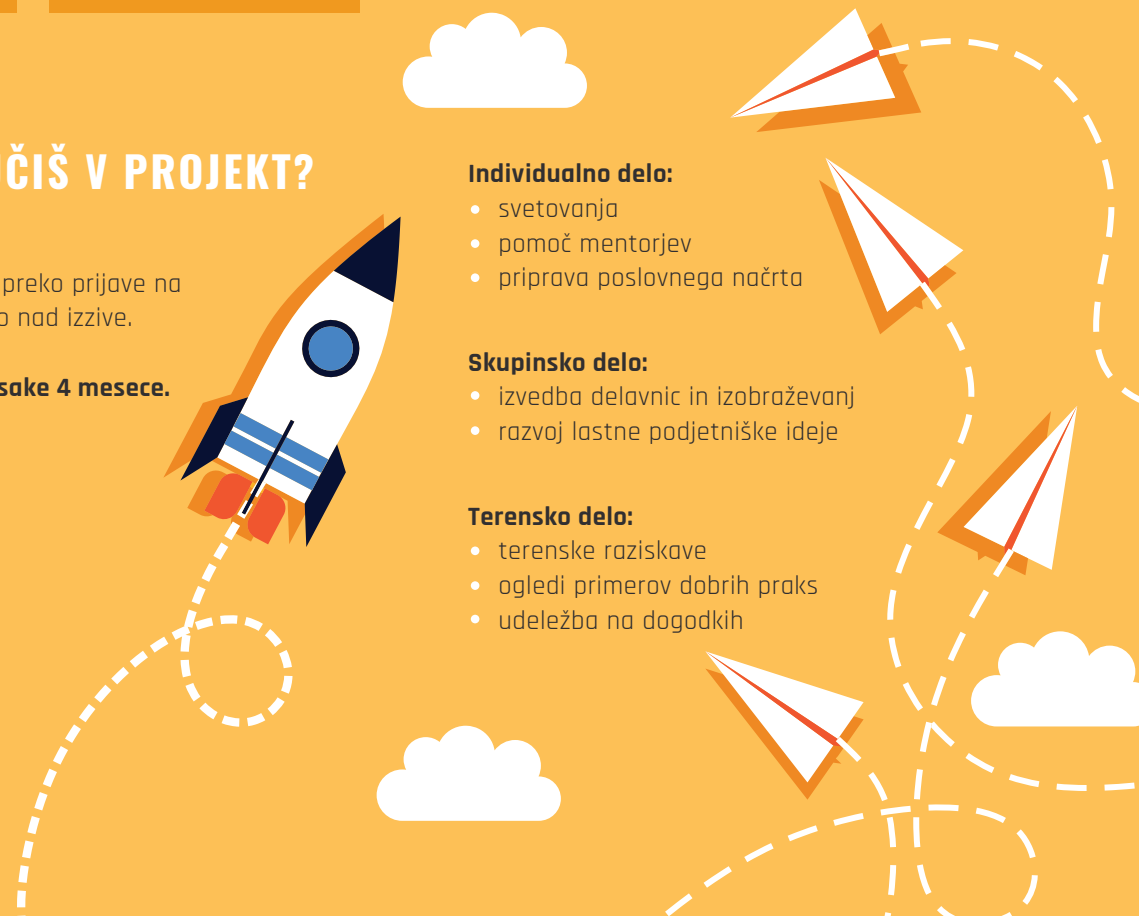 ČIŠ V PROJEKT?
preko prijave na
nad izzive.
sake 4 mesece.
Individualno delo:
svetovanja
pomoč mentorjev
priprava poslovnega načrta
Skupinsko delo:
izvedba delavnic in izobraževanj
razvoj lastne podjetniške ideje
Terensko delo:
terenske raziskave
ogledi primerov dobrih praks
udeležba na dogodkih